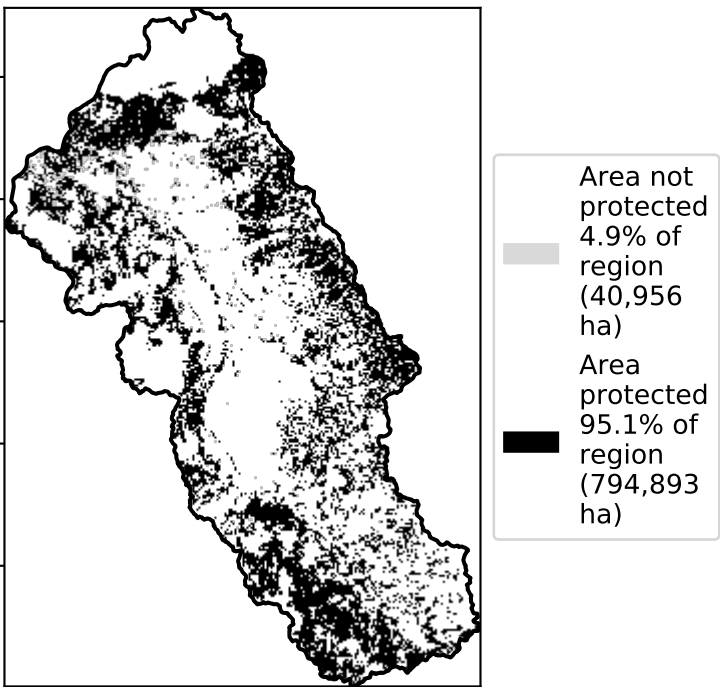 Area not
protected
4.9% of
region
(40,956
ha)
Area
protected
95.1% of
region
(794,893
ha)